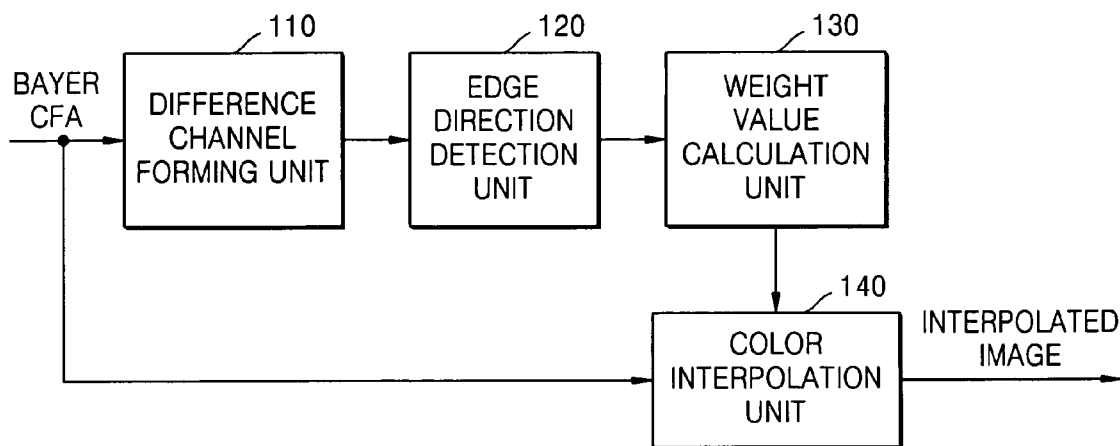 110
120
130
BAYER
CFA
DIFFERENCE
CHANNEL
FORMING UNIT
EDGE
DIRECTION
DETECTION
UNIT
WEIGHT
VALUE
CALCULATION
UNIT
140
COLOR
INTERPOLATION
UNIT
INTERPOLATED
IMAGE